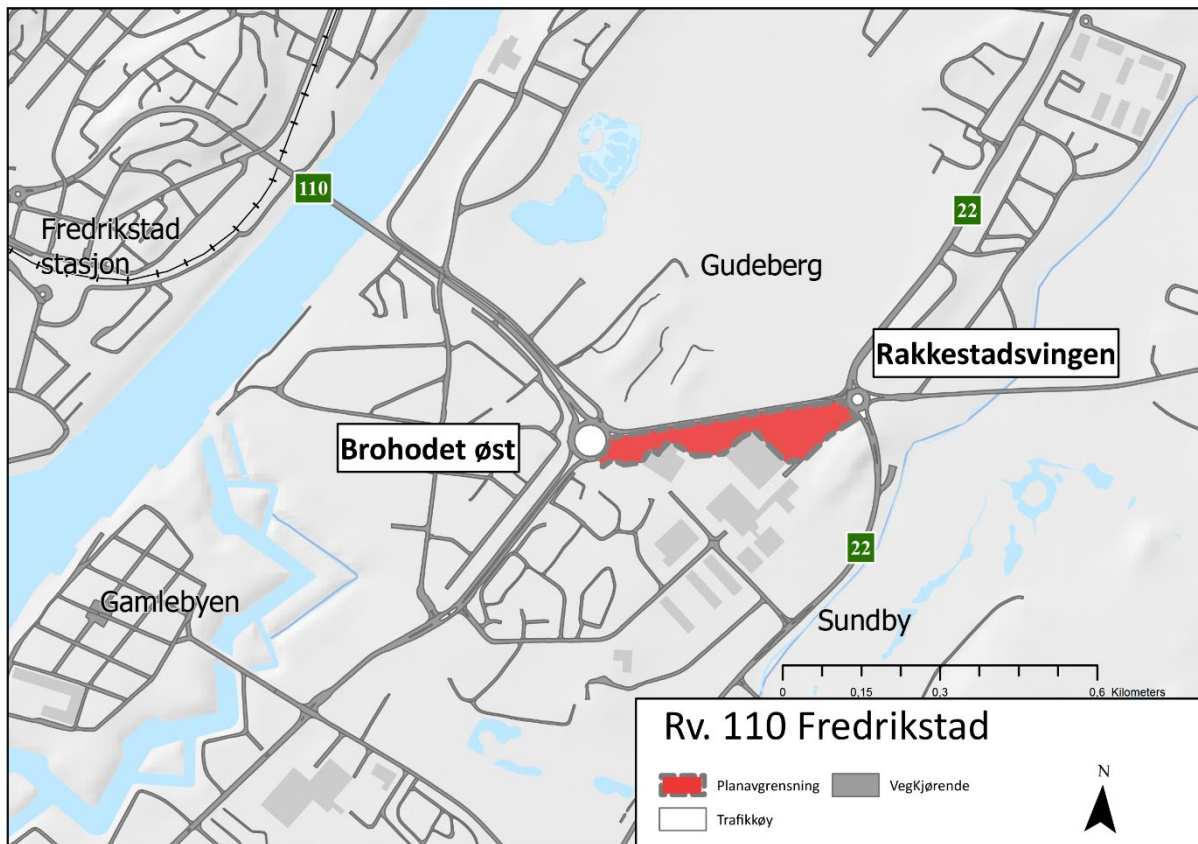 110
22
Fredrikstad
stasjon
Gudeberg
Rakkestadsvingen
Brohodet øst
22
Gamlebyen
Sundby
0 0,15 0,3 0,6 Kilometers
Rv. 110 Fredrikstad
Planavgrensning VegKjørende
Trafikkøy
N